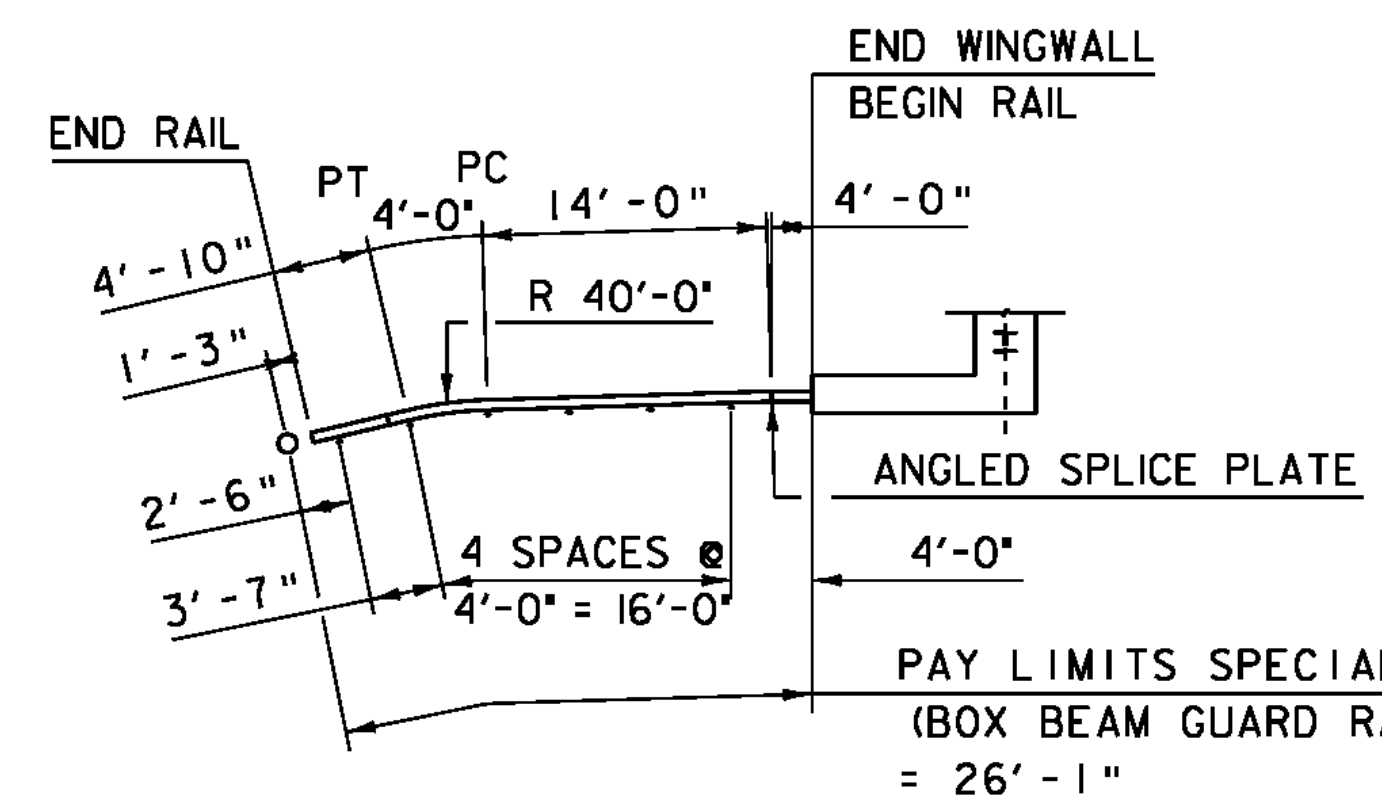 END WINGWALL
BEGIN RAIL
END RAIL
PT
PC
4'-0"
14'-0"
4'-0"
4'-10"
R 40'-0"
1'-3"
2'-6"
ANGLED SPLICE PLATE
4 SPACES @
4'-0" = 16'-0"
4'-0"
3'-7"
PAY LIMITS
(BOX BEAM GUARD
= 26'-1"